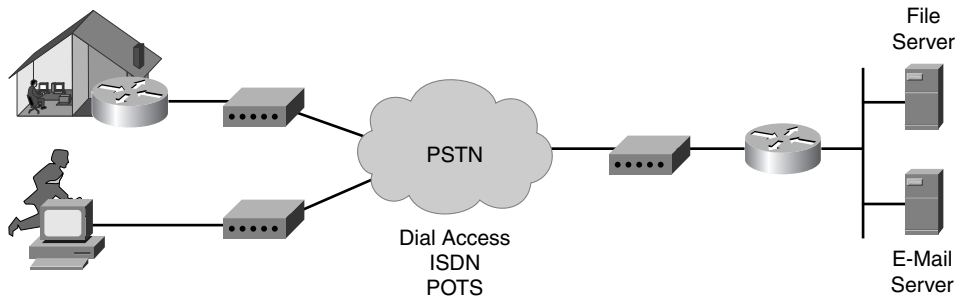 File
Server
PSTN
Dial Access
ISDN
POTS
E-Mail
Server